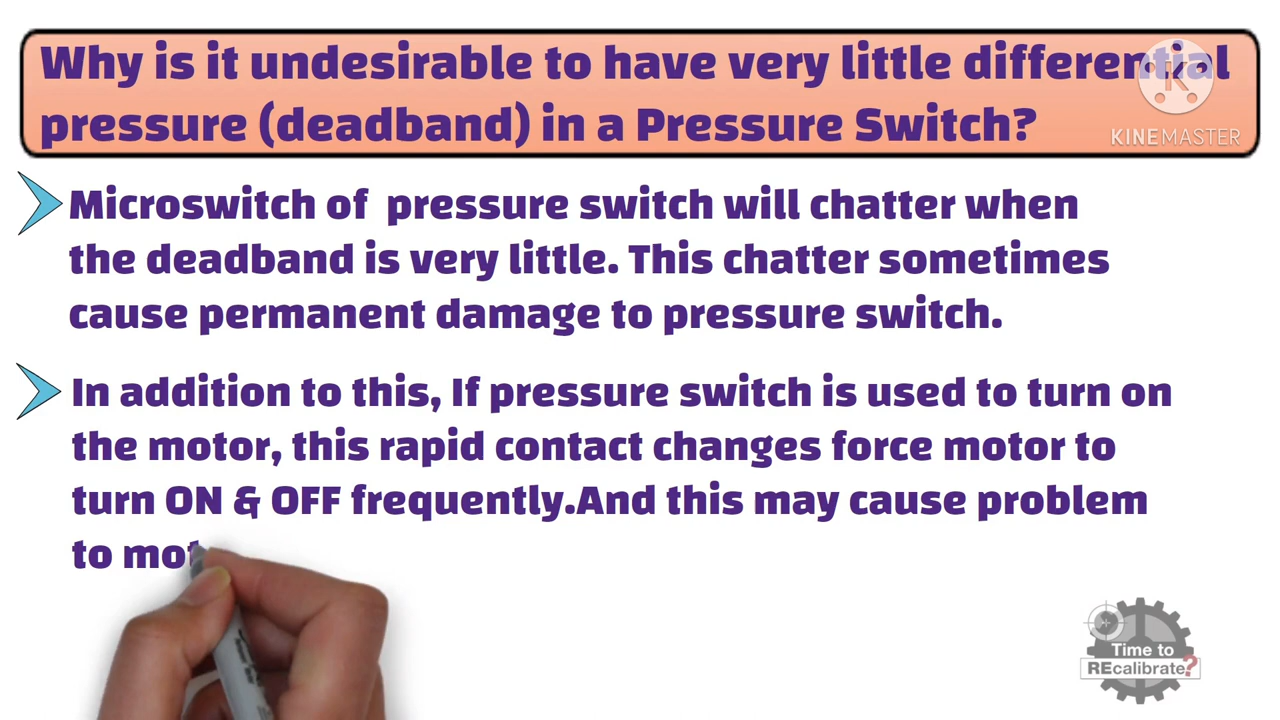 Why is it undesirable to have very little differential
pressure (deadband) in a Pressure Switch?
K
KINEMASTER
Microswitch of pressure switch will chatter when
the deadband is very little. This chatter sometimes
cause permanent damage to pressure switch.
In addition to this, If pressure switch is used to turn on
the motor, this rapid contact changes force motor to
turn ON & OFF frequently.And this may cause problem
to mot
Time to
REcalibrate?